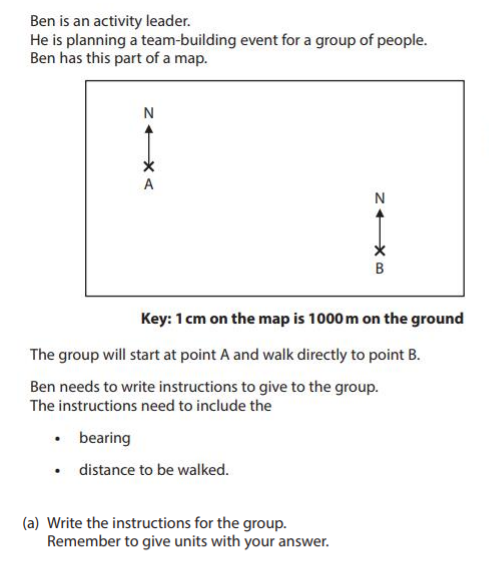 Ben is an activity leader.
He is planning a team-building event for a group of people.
Ben has this part of a map.
N
A
N
B
Key: 1 cm on the map is 1000 m on the ground
The group will start at point A and walk directly to point B.
Ben needs to write instructions to give to the group.
The instructions need to include the
• bearing
• distance to be walked.
(a) Write the instructions for the group.
Remember to give units with your answer.